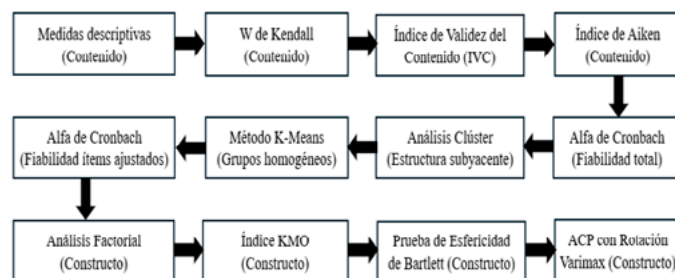 Medidas descriptivas
(Contenido)
W de Kendall
(Contenido)
Índice de Validez del
Contenido (IVC)
Índice de Aiken
(Contenido)
Alfa de Cronbach
(Fiabilidad ítems ajustados)
Método K-Means
(Grupos homogéneos)
Análisis Clúster
(Estructura subyacente)
Alfa de Cronbach
(Fiabilidad total)
Análisis Factorial
(Constructo)
Índice KMO
(Constructo)
Prueba de Esfericidad
de Bartlett (Constructo)
ACP con Rotación
Varimax (Constructo)